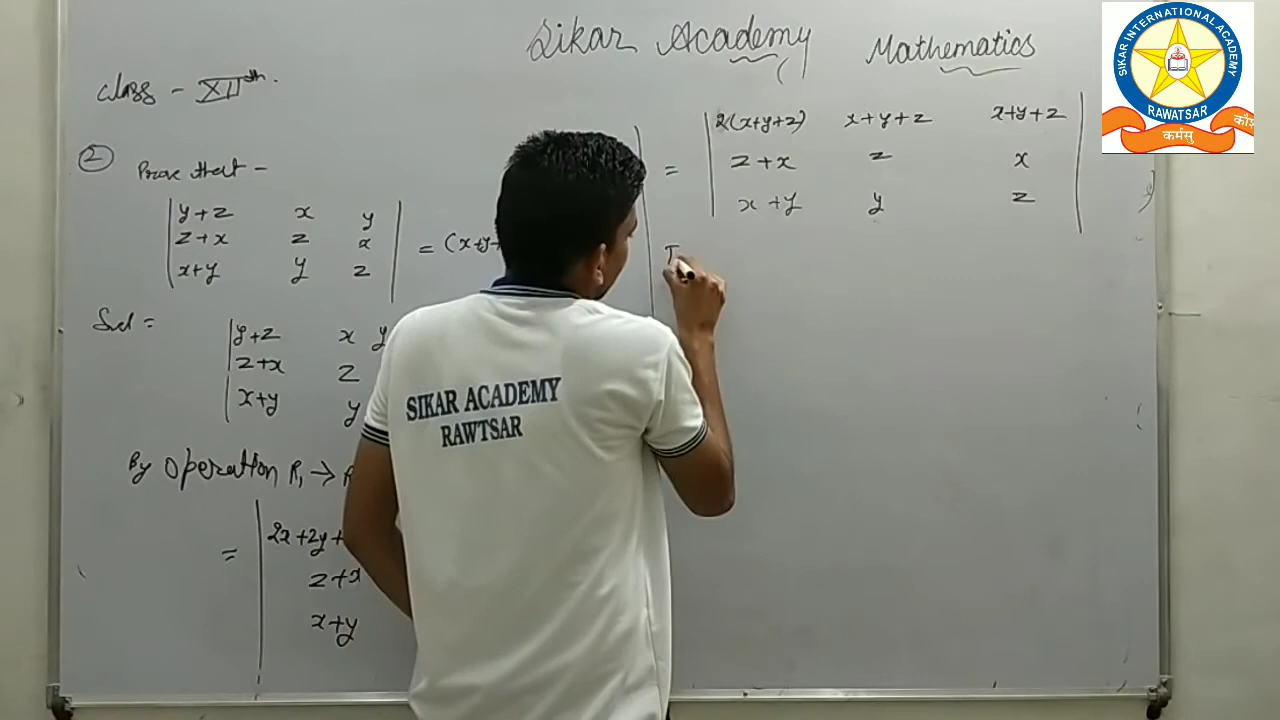 Sikar Academy Mathematics
Class - XIIth.
2 Prove that -
y+z x y
z+x z x
x+y y z
= (x+y+
Sol =
y+z x y
z+x z
x+y y
By operation R1 → R
= 2x+2y+
z+x
x+y
= 2(x+y+z) x+y+z x+y+z
z+x z x
x+y y z
SIKAR ACADEMY
RAWTSAR
SIKAR INTERNATIONAL ACADEMY
RAWATSAR
कर्मसु
कौश